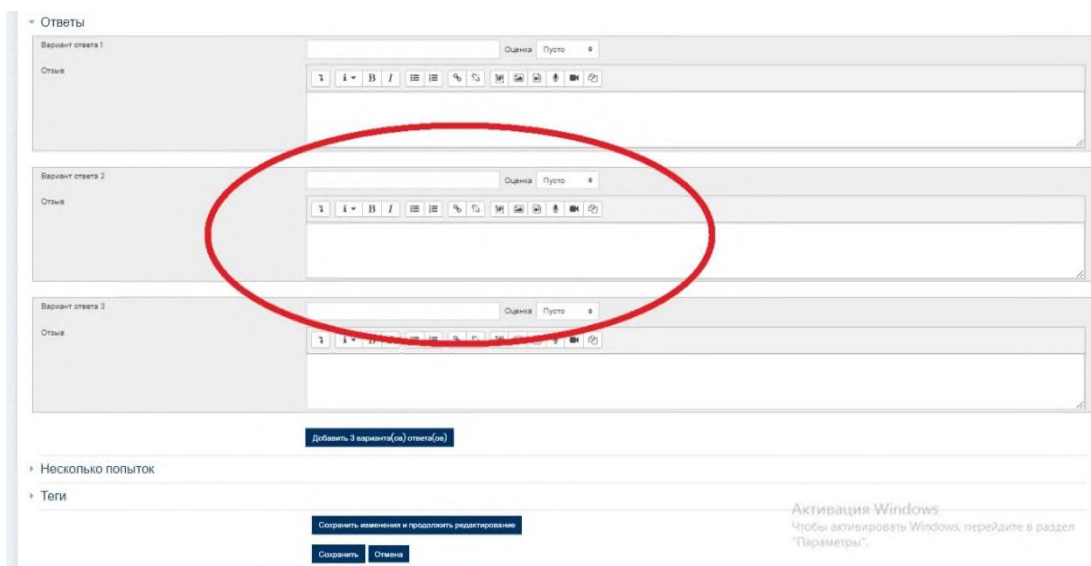 Ответы
Вариант ответа 1 Оценка Пусто
Отзыв
Вариант ответа 2 Оценка Пусто
Отзыв
Вариант ответа 3 Оценка Пусто
Отзыв
Добавить 3 варианта(ов) ответа(ов)
Несколько попыток
Теги
Сохранить изменения и продолжить редактирование
Сохранить Отмена
Активация Windows
Чтобы активировать Windows, перейдите в раздел
"Параметры".